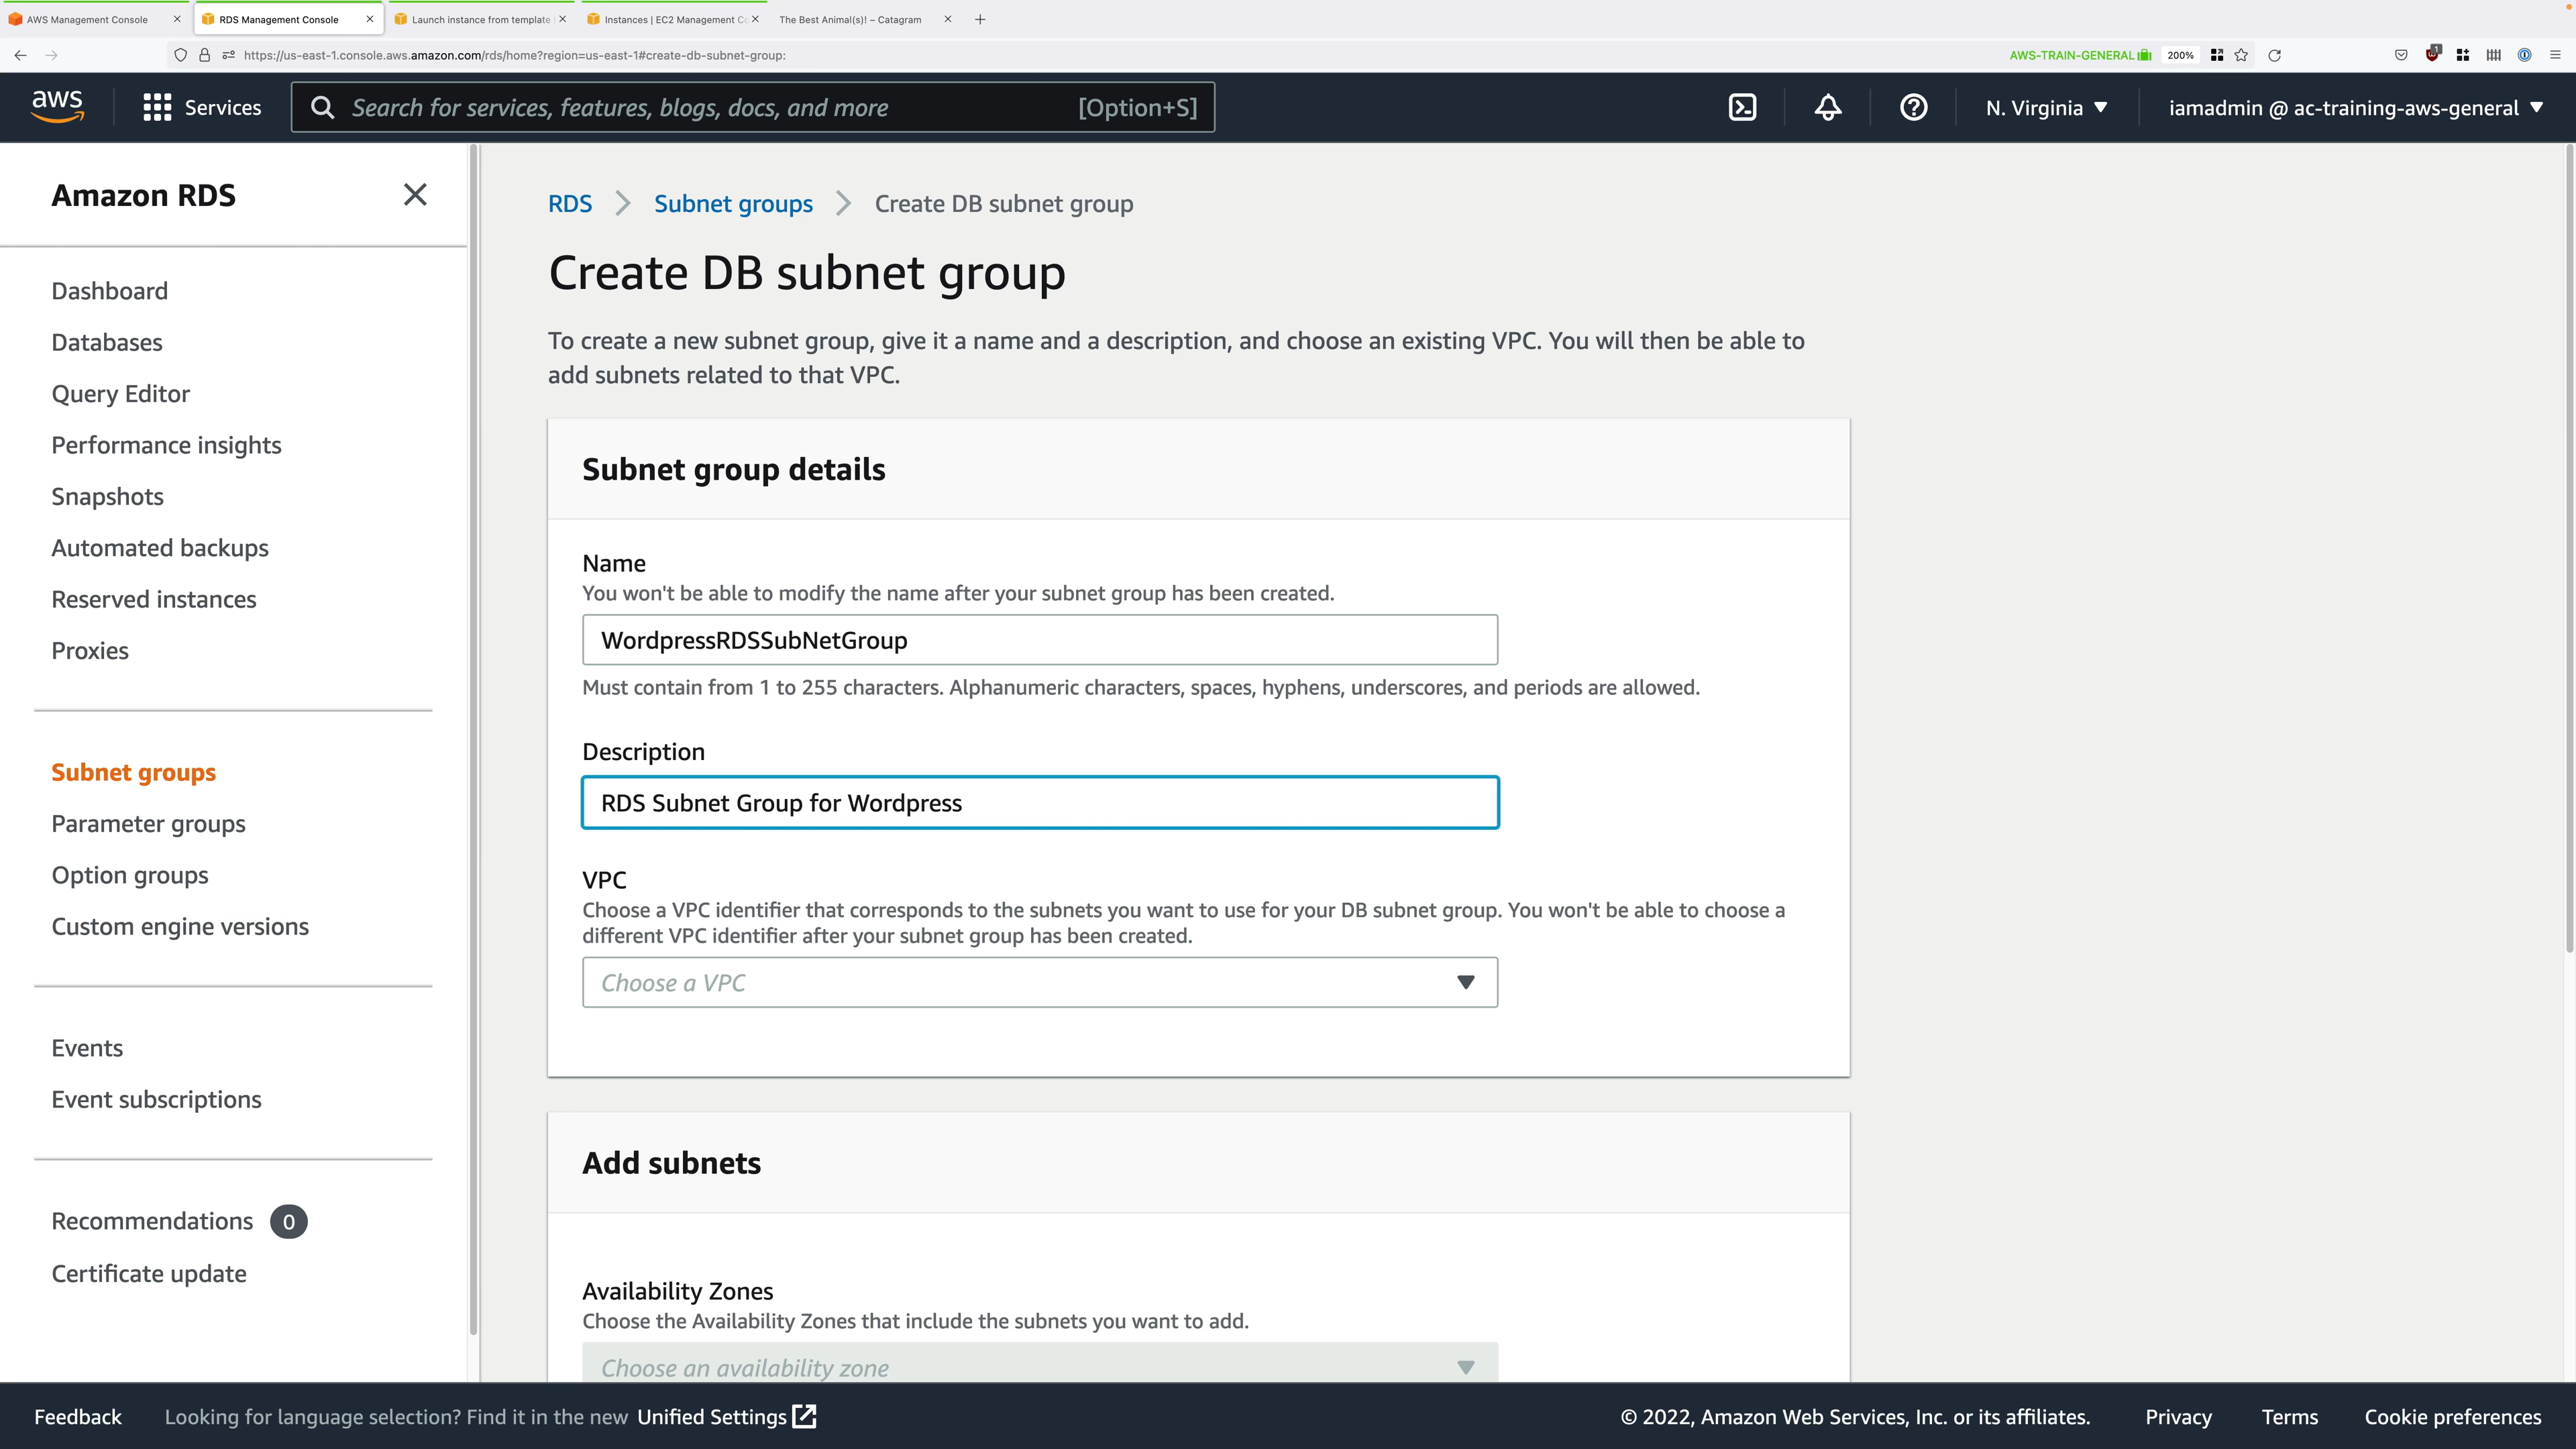 AWS Management Console
RDS Management Console
Launch instance from template
Instances | EC2 Management Co
The Best Animal(s)! – Catagram
https://us-east-1.console.aws.amazon.com/rds/home?region=us-east-1#create-db-subnet-group:
AWS-TRAIN-GENERAL
200%
1
aws
Services
Search for services, features, blogs, docs, and more
[Option+S]
N. Virginia
iamadmin @ ac-training-aws-general
Amazon RDS
Dashboard
Databases
Query Editor
Performance insights
Snapshots
Automated backups
Reserved instances
Proxies
Subnet groups
Parameter groups
Option groups
Custom engine versions
Events
Event subscriptions
Recommendations 0
Certificate update
RDS > Subnet groups > Create DB subnet group
Create DB subnet group
To create a new subnet group, give it a name and a description, and choose an existing VPC. You will then be able to
add subnets related to that VPC.
Subnet group details
Name
You won't be able to modify the name after your subnet group has been created.
WordpressRDSSubNetGroup
Must contain from 1 to 255 characters. Alphanumeric characters, spaces, hyphens, underscores, and periods are allowed.
Description
RDS Subnet Group for Wordpress
VPC
Choose a VPC identifier that corresponds to the subnets you want to use for your DB subnet group. You won't be able to choose a
different VPC identifier after your subnet group has been created.
Choose a VPC
Add subnets
Availability Zones
Choose the Availability Zones that include the subnets you want to add.
Choose an availability zone
Feedback
Looking for language selection? Find it in the new Unified Settings
© 2022, Amazon Web Services, Inc. or its affiliates.
Privacy
Terms
Cookie preferences